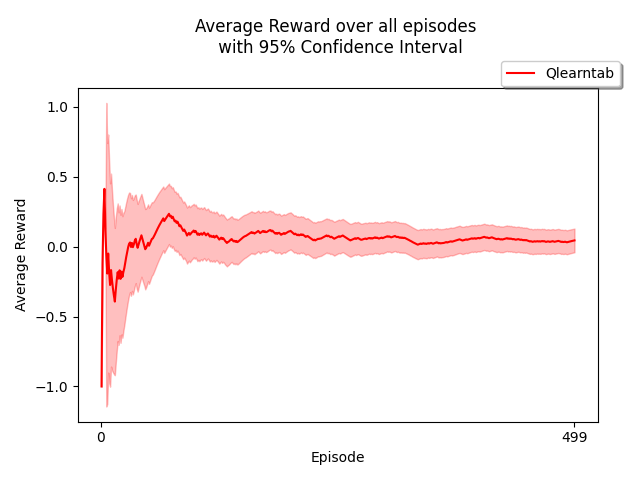 Average Reward over all episodes
with 95% Confidence Interval
Qlearntab
1.0
0.5
0.0
−0.5
−1.0
Average Reward
0
499
Episode